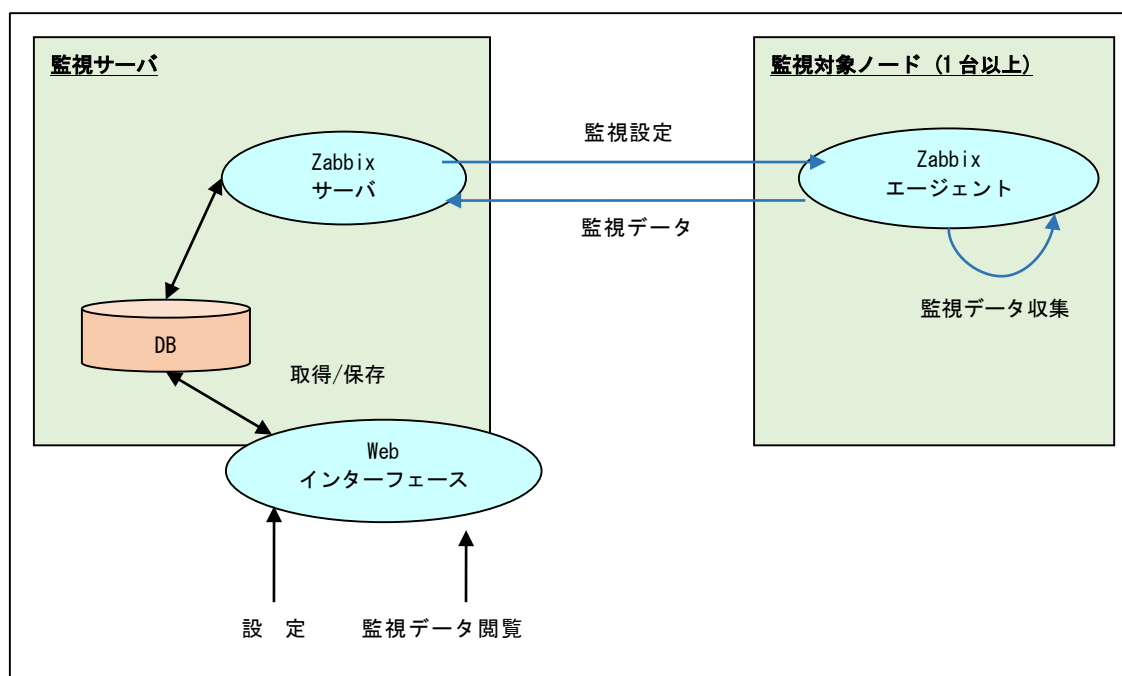 監視サーバ
監視対象ノード（1台以上）
監視設定
Zabbix
サーバ
Zabbix
エージェント
監視データ
監視データ収集
DB
取得/保存
Web
インターフェース
設　定
監視データ閲覧